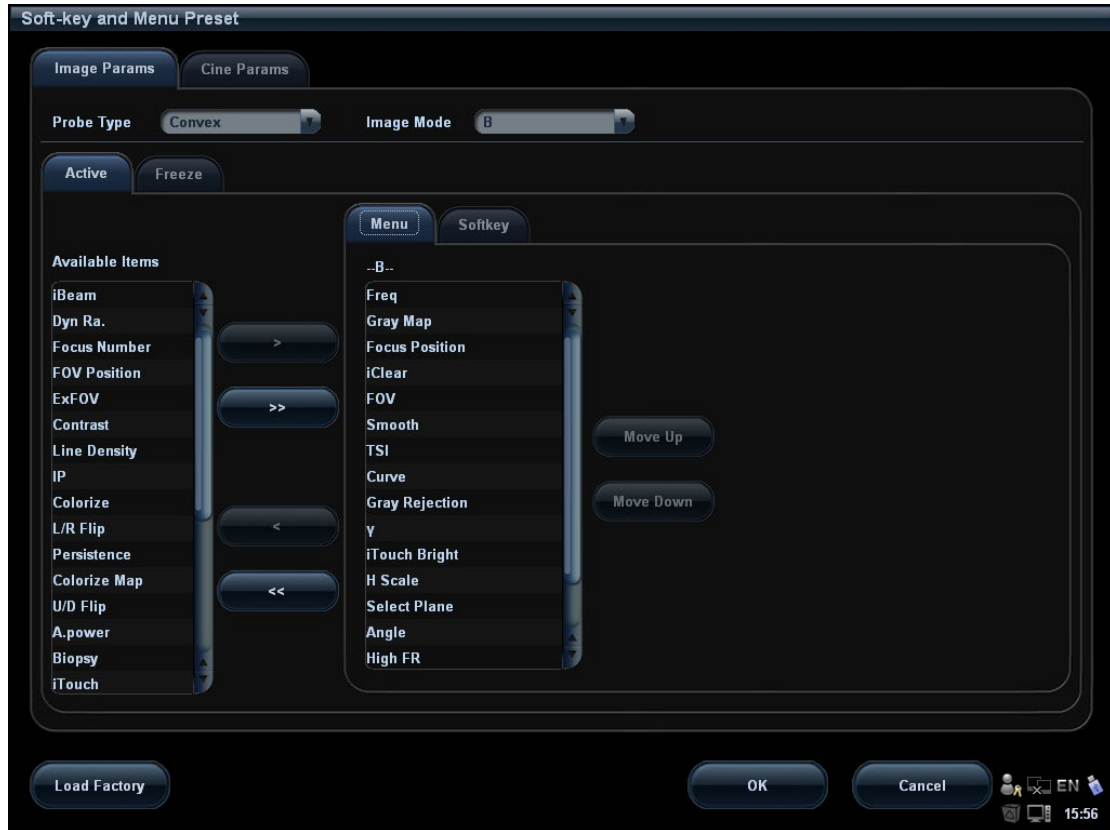 Soft-key and Menu Preset
Image Params
Cine Params
Probe Type
Convex
Image Mode
B
Active
Freeze
Menu
Softkey
Available Items
iBeam
Dyn Ra.
Focus Number
FOV Position
ExFOV
Contrast
Line Density
IP
Colorize
L/R Flip
Persistence
Colorize Map
U/D Flip
A.power
Biopsy
iTouch
>
>>
<
<<
--B--
Freq
Gray Map
Focus Position
iClear
FOV
Smooth
TSI
Curve
Gray Rejection
γ
iTouch Bright
H Scale
Select Plane
Angle
High FR
Move Up
Move Down
Load Factory
OK
Cancel
EN
15:56